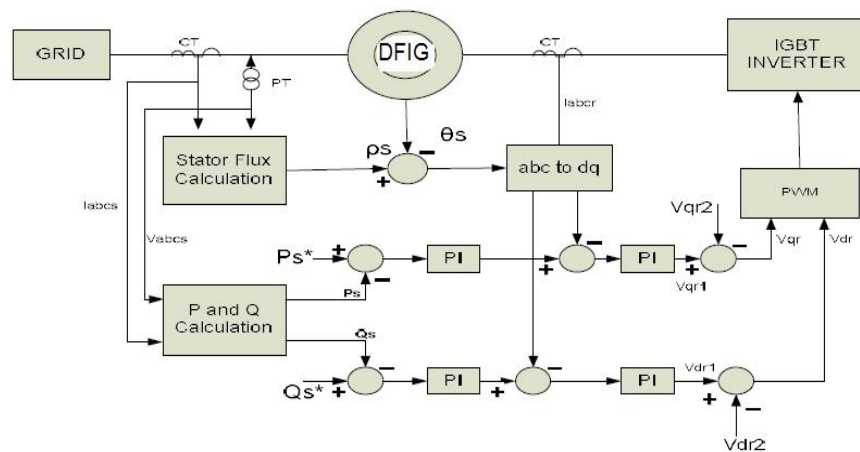 GRID
CT
PT
DFIG
CT
IGBT
INVERTER
Iabcr
θs
ρs
Stator Flux
Calculation
abc to dq
PWM
Iabcs
Vabcs
Vqr2
Vqr
Vdr
Ps*
PI
PI
Vqr1
Ps
P and Q
Calculation
Qs
Qs*
PI
PI
Vdr1
Vdr2